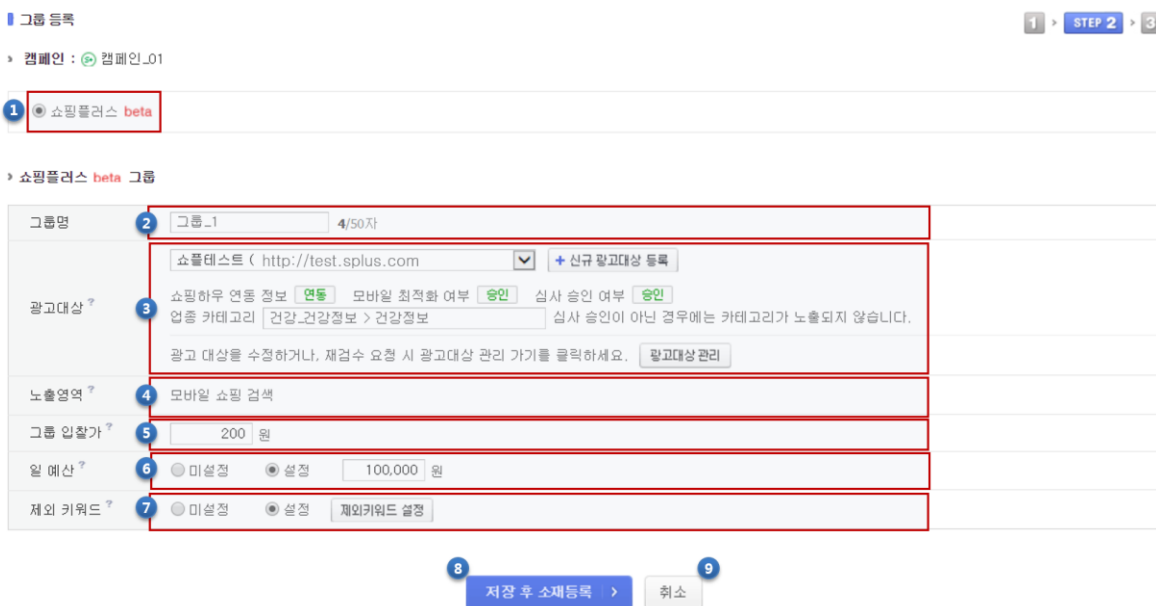 그룹 등록
1 > STEP 2 > 3
› 캠페인 : S+ 캠페인_01
1 쇼핑플러스 beta
› 쇼핑플러스 beta 그룹
그룹명 2 그룹_1 4/50자
쇼플테스트 ( http://test.splus.com + 신규 광고대상 등록
쇼핑하우 연동 정보 연동 모바일 최적화 여부 승인 심사 승인 여부 승인
광고대상 ? 3 업종 카테고리 건강_건강정보 > 건강정보 심사 승인이 아닌 경우에는 카테고리가 노출되지 않습니다.
광고 대상을 수정하거나, 재검수 요청 시 광고대상 관리 가기를 클릭하세요. 광고대상 관리
노출영역 ? 4 모바일 쇼핑 검색
그룹 입찰가 ? 5 200 원
일 예산 ? 6 미설정 설정 100,000 원
제외 키워드 ? 7 미설정 설정 제외키워드 설정
8 9
저장 후 소재등록 > 취소